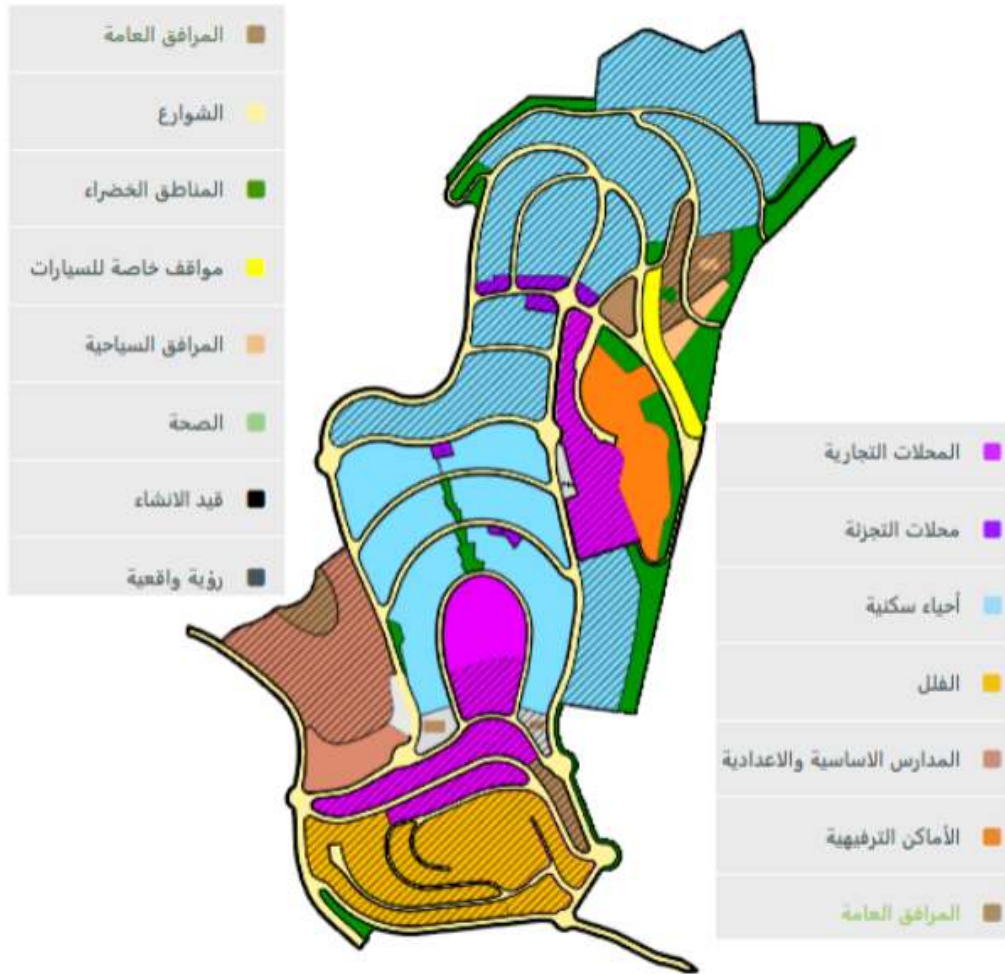 المرافق العامة
الشوارع
المناطق الخضراء
مواقف خاصة للسيارات
المرافق السياحية
الصحة
قيد الانشاء
رؤية واقعية
المحلات التجارية
محلات التجزئة
أحياء سكنية
الفلل
المدارس الاساسية والاعدادية
الأماكن الترفيهية
المرافق العامة